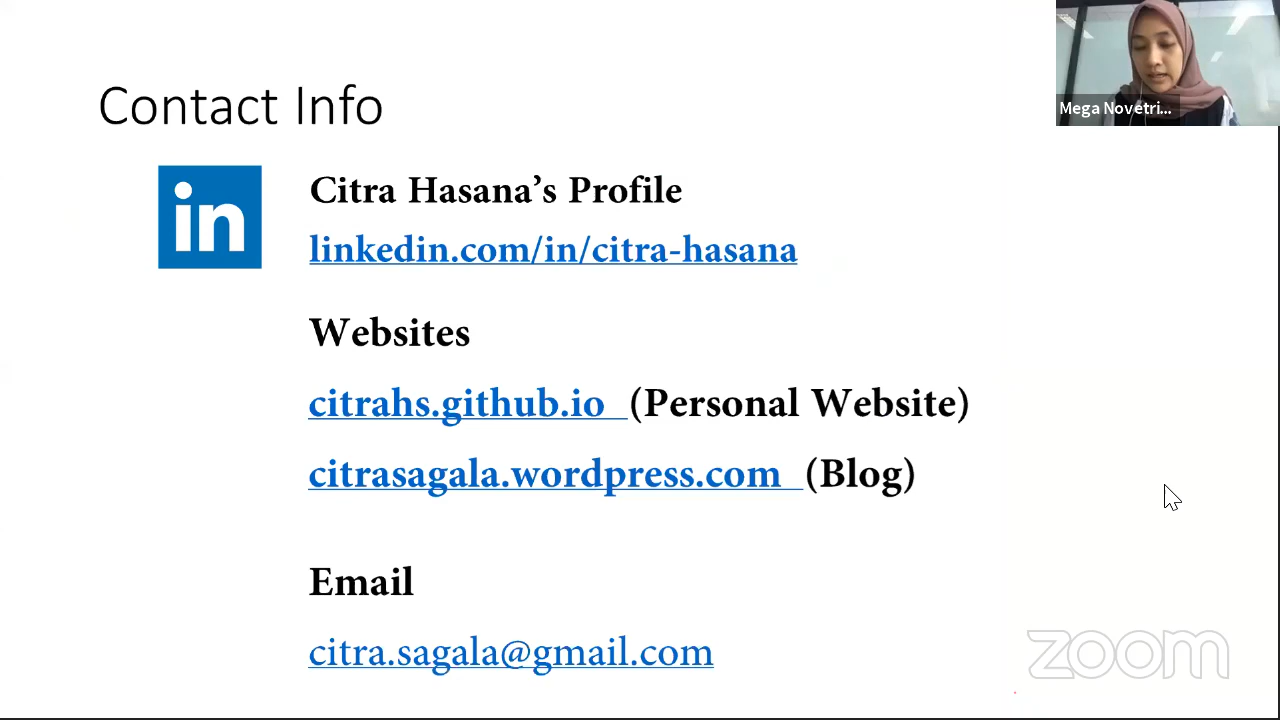 Mega Novetri...
Contact Info
in
Citra Hasana’s Profile
linkedin.com/in/citra-hasana
Websites
citrahs.github.io (Personal Website)
citrasagala.wordpress.com (Blog)
Email
citra.sagala@gmail.com
zoom